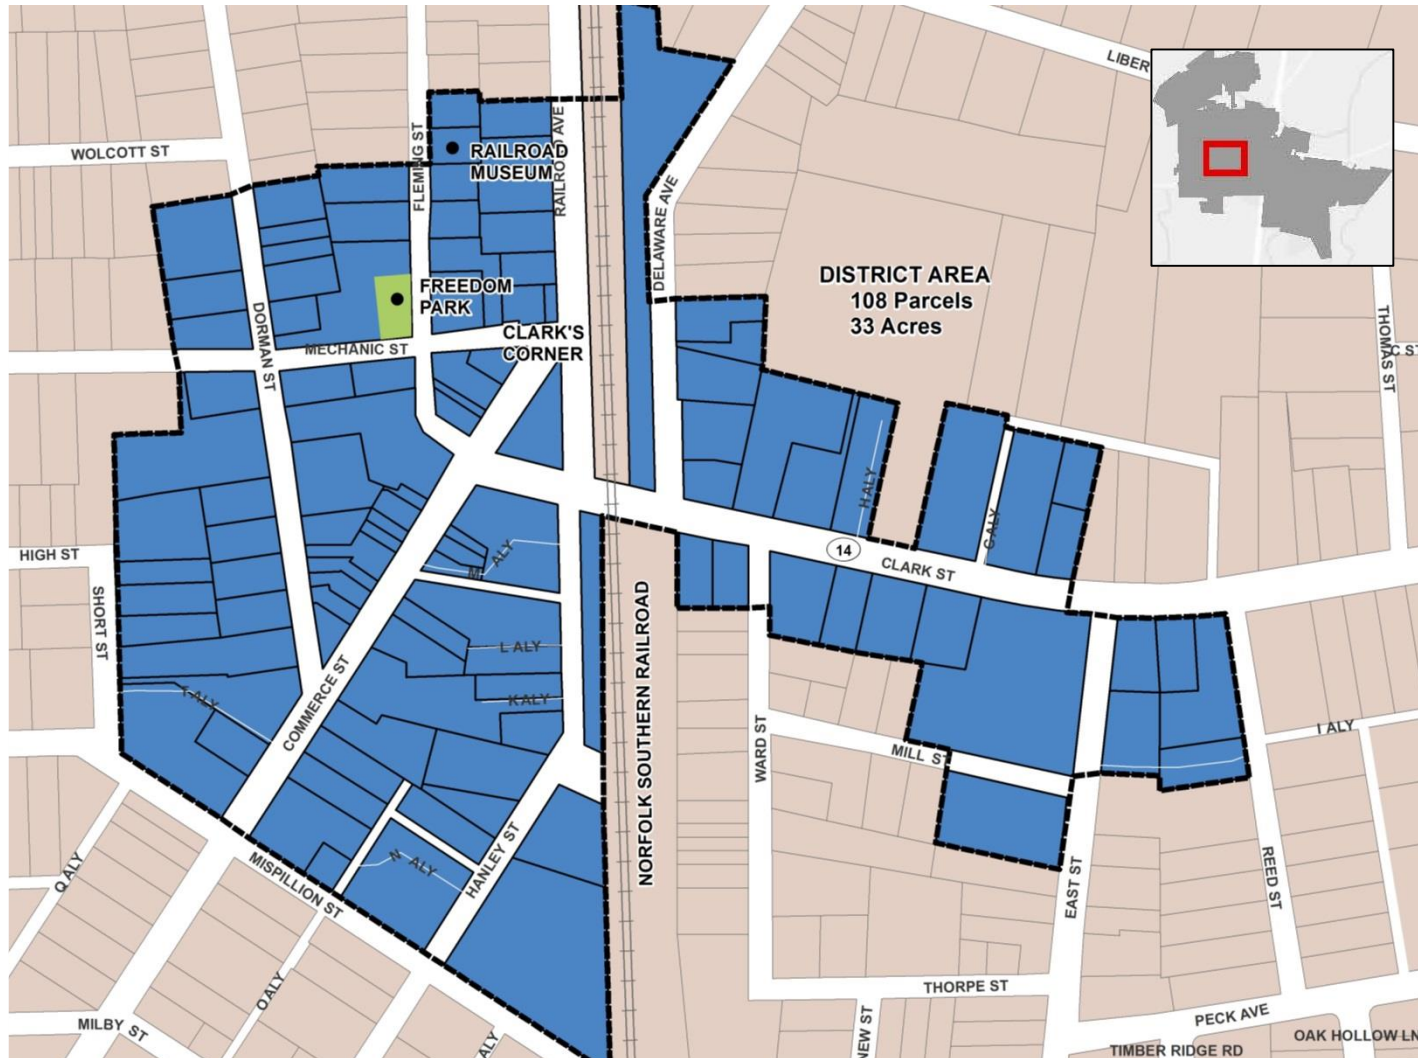 LIBER
WOLCOTT ST
FLEMING ST
RAILROAD AVE
RAILROAD
MUSEUM
DELAWARE AVE
DISTRICT AREA
108 Parcels
33 Acres
FREEDOM
PARK
DORMAN ST
MECHANIC ST
CLARK'S
CORNER
THOMAS ST
C ST
H ALY
C ALY
14
CLARK ST
HIGH ST
SHORT ST
M ALY
L ALY
K ALY
NORFOLK SOUTHERN RAILROAD
COMMERCE ST
WARD ST
MILL ST
I ALY
HANLEY ST
N ALY
MISPILLION ST
Q ALY
O ALY
EAST ST
REED ST
THORPE ST
NEW ST
PECK AVE
OAK HOLLOW LN
TIMBER RIDGE RD
MILBY ST
ALY